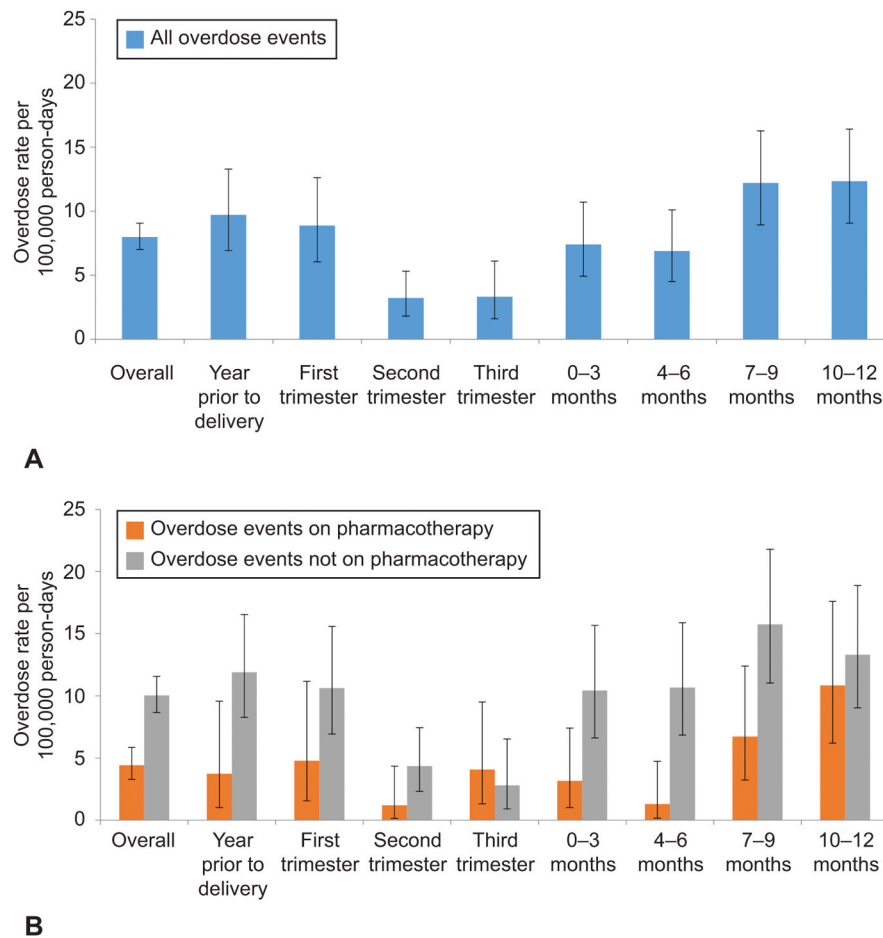 25
20
15
10
5
0
Overdose rate per
100,000 person-days
All overdose events
Overall
Year
prior to
delivery
First
trimester
Second
trimester
Third
trimester
0–3
months
4–6
months
7–9
months
10–12
months
A
25
20
15
10
5
0
Overdose rate per
100,000 person-days
Overdose events on pharmacotherapy
Overdose events not on pharmacotherapy
Overall
Year
prior to
delivery
First
trimester
Second
trimester
Third
trimester
0–3
months
4–6
months
7–9
months
10–12
months
B